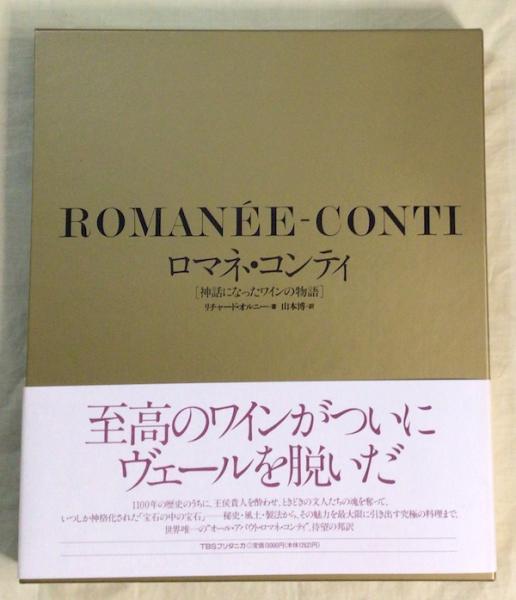 ROMANÉE-CONTI
ロマネ・コンティ
[神話になったワインの物語]
リチャード・オルニー・著 山本博・訳
至高のワインがついに
ヴェールを脱いだ
1100年の歴史のうちに、王侯貴人を酔わせ、ときどきの文人たちの魂を奪って、
いつしか神格化された「宝石の中の宝石」——秘史・風土・製法から、その魅力を最大限に引き出す究極の料理まで、
世界唯一の“オール・アバウト・ロマネ・コンティ”、待望の邦訳
TBSブリタニカ 定価